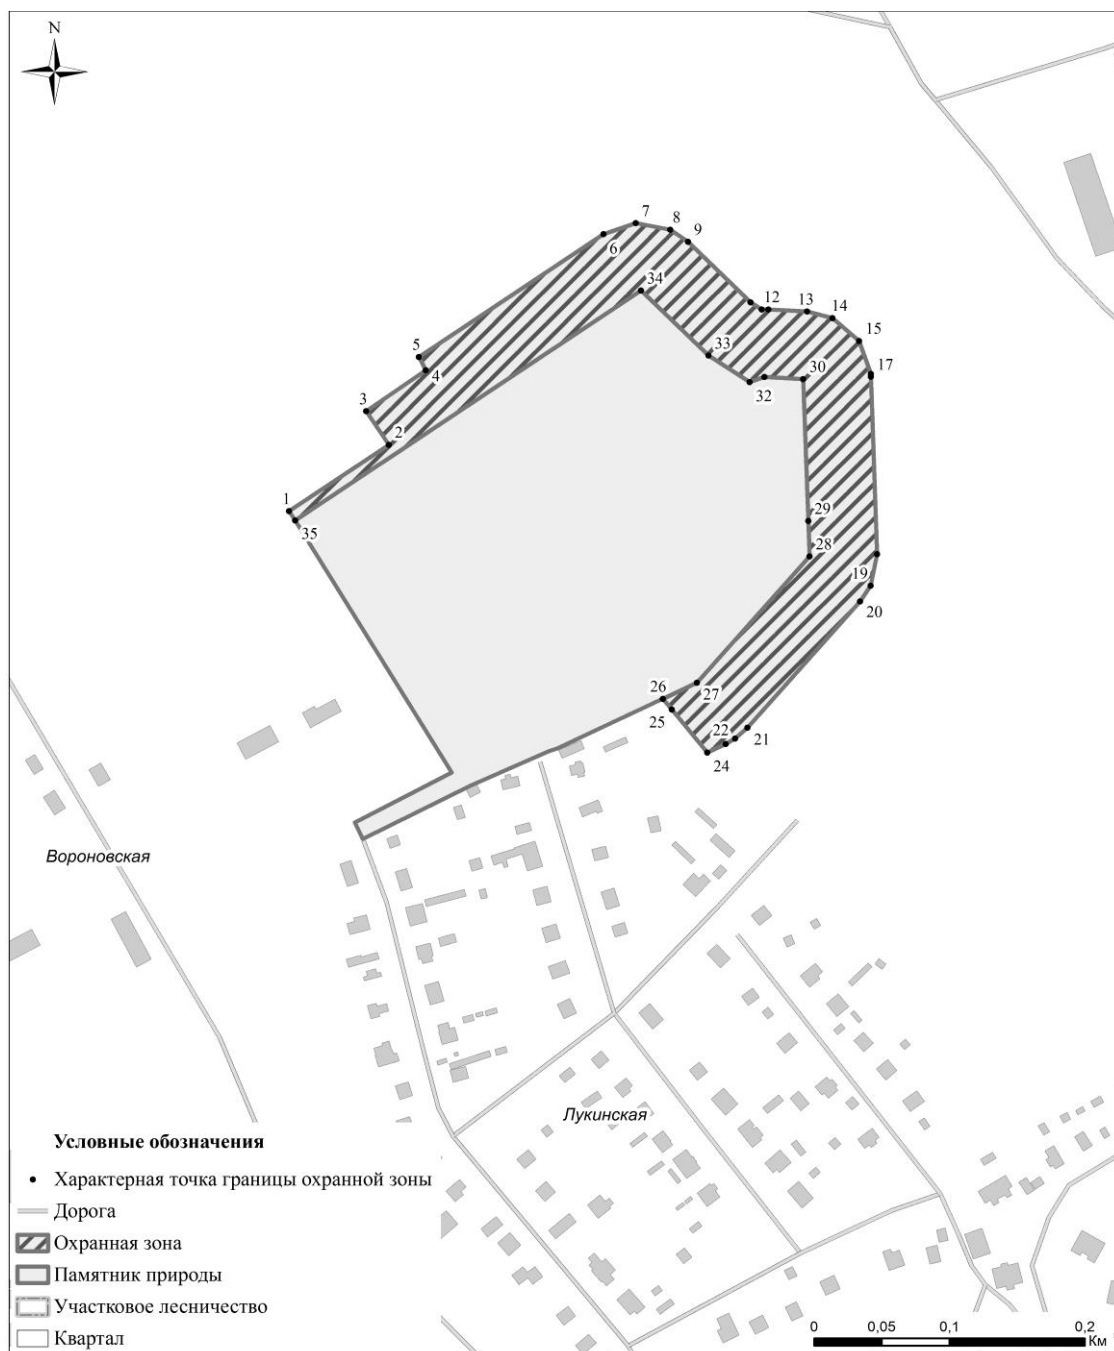 N
7
8
6
9
34
12
13
14
15
5
33
4
30
17
3
32
2
1
29
35
28
19
20
26
27
25
22
21
24
Вороновская
Лукинская
Условные обозначения
Характерная точка границы охранной зоны
Дорога
Охранная зона
Памятник природы
Участковое лесничество
Квартал
0 0,05 0,1 0,2
Км